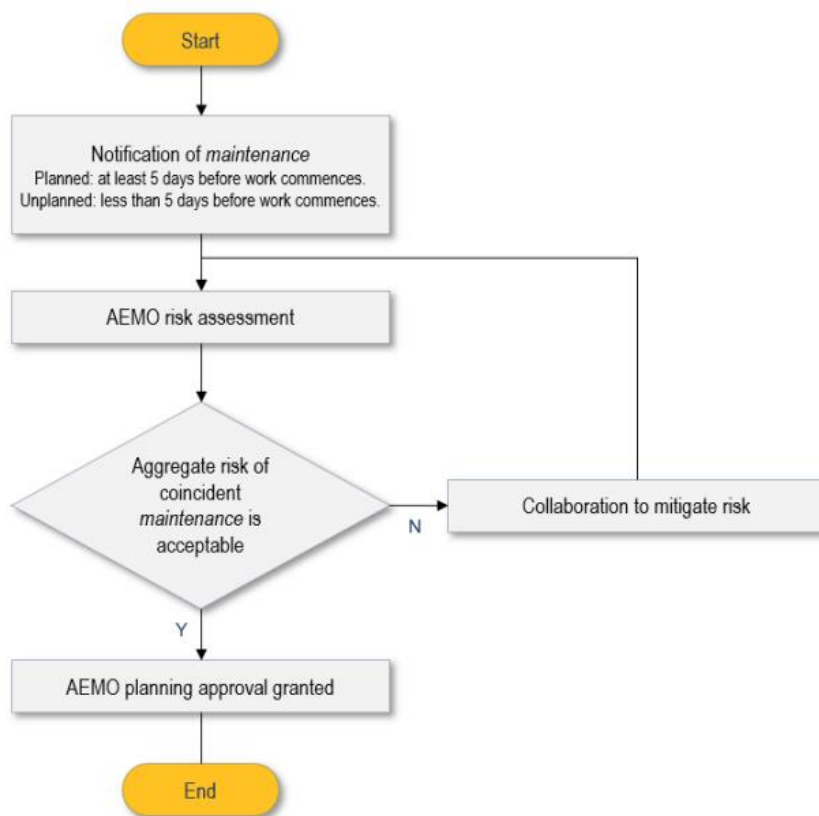 Start
Notification of maintenance
Planned: at least 5 days before work commences.
Unplanned: less than 5 days before work commences.
AEMO risk assessment
Aggregate risk of
coincident
maintenance is
acceptable
N
Collaboration to mitigate risk
Y
AEMO planning approval granted
End